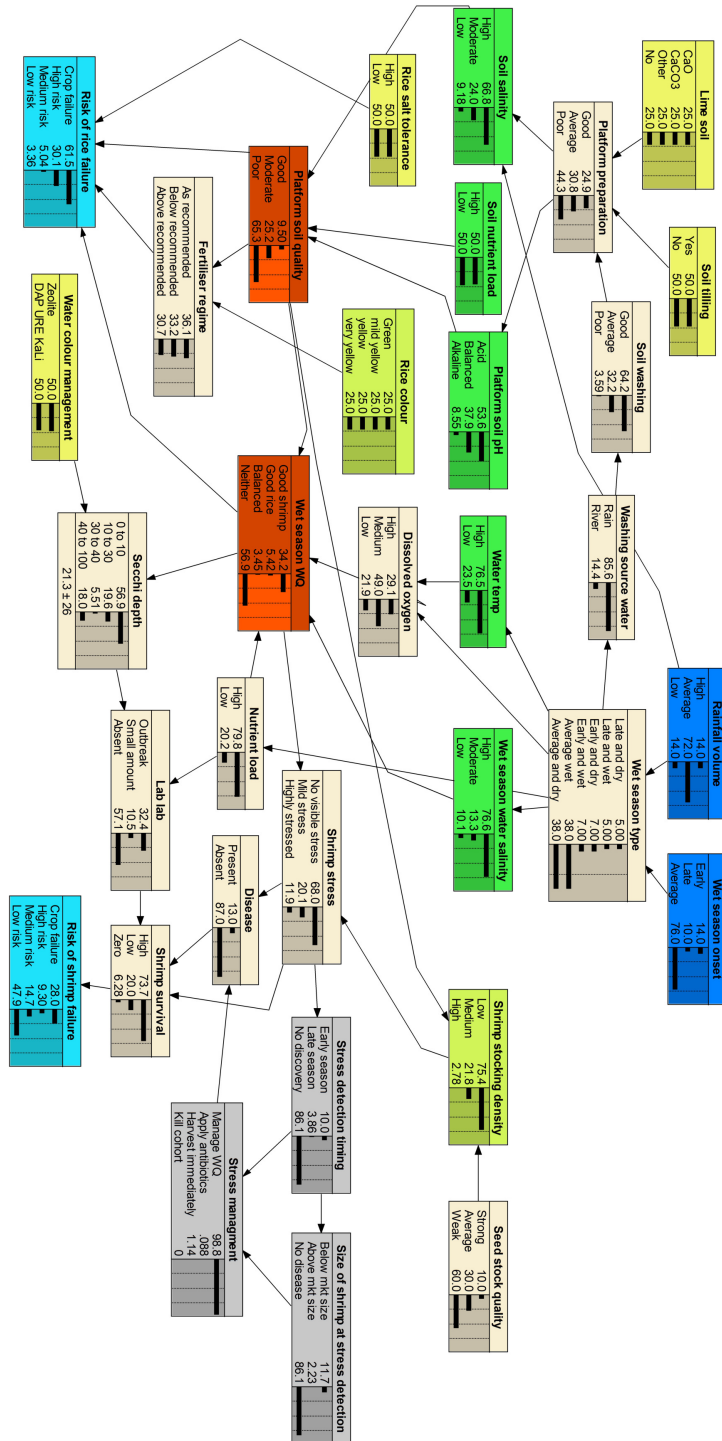 Rainfall volume
High 14.0
Average 72.0
Low 14.0
Wet season onset
Early 14.0
Late 10.0
Average 76.0
Lime soil
CaO 25.0
CaCO3 25.0
Other 25.0
No 25.0
Soil tilling
Yes 50.0
No 50.0
Soil washing
Good 64.2
Average 32.2
Poor 3.59
Washing source water
Rain 85.6
River 14.4
Wet season type
Late and dry 5.00
Late and wet 5.00
Early and dry 7.00
Early and wet 7.00
Average wet 38.0
Average and dry 38.0
Platform preparation
Good 24.9
Average 30.8
Poor 44.3
Soil salinity
High 66.8
Moderate 24.0
Low 9.18
Soil nutrient load
High 50.0
Low 50.0
Platform soil pH
Acid 53.6
Balanced 37.9
Alkaline 8.55
Water temp
High 76.5
Low 23.5
Wet season water salinity
High 76.6
Moderate 13.3
Low 10.1
Shrimp stocking density
Low 75.4
Medium 21.8
High 2.78
Seed stock quality
Strong 10.0
Average 30.0
Weak 60.0
Rice salt tolerance
High 50.0
Low 50.0
Rice colour
Green 25.0
mild yellow 25.0
yellow 25.0
very yellow 25.0
Dissolved oxygen
High 29.1
Medium 49.0
Low 21.9
Platform soil quality
Good 9.50
Moderate 25.2
Poor 65.3
Fertiliser regime
As recommended 36.1
Below recommended 33.2
Above recommended 30.7
Wet season WQ
Good shrimp 34.2
Good rice 5.42
Balanced 3.45
Neither 56.9
Nutrient load
High 79.8
Low 20.2
Shrimp stress
No visible stress 68.0
Mild stress 20.1
Highly stressed 11.9
Stress detection timing
Early season 10.0
Late season 3.86
No discovery 86.1
Size of shrimp at stress detection
Below mkt size 11.7
Above mkt size 2.23
No disease 86.1
Risk of rice failure
Crop failure 61.5
High risk 30.1
Medium risk 5.04
Low risk 3.36
Water colour management
Zeolite 50.0
DAP URE KaLi 50.0
Secchi depth
0 to 10 56.9
10 to 30 19.6
30 to 40 5.51
40 to 100 18.0
21.3 ± 26
Lab lab
Outbreak 32.4
Small amount 10.5
Absent 57.1
Disease
Present 13.0
Absent 87.0
Shrimp survival
High 73.7
Low 20.0
Zero 6.28
Stress managment
Manage WQ 98.8
Apply antibiotics .088
Harvest immediately 1.14
Kill cohort 0
Risk of shrimp failure
Crop failure 28.0
High risk 9.30
Medium risk 14.7
Low risk 47.9